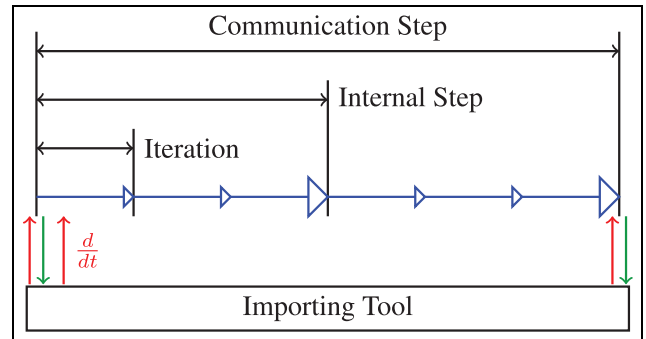 Communication Step
Internal Step
Iteration
d
dt
Importing Tool